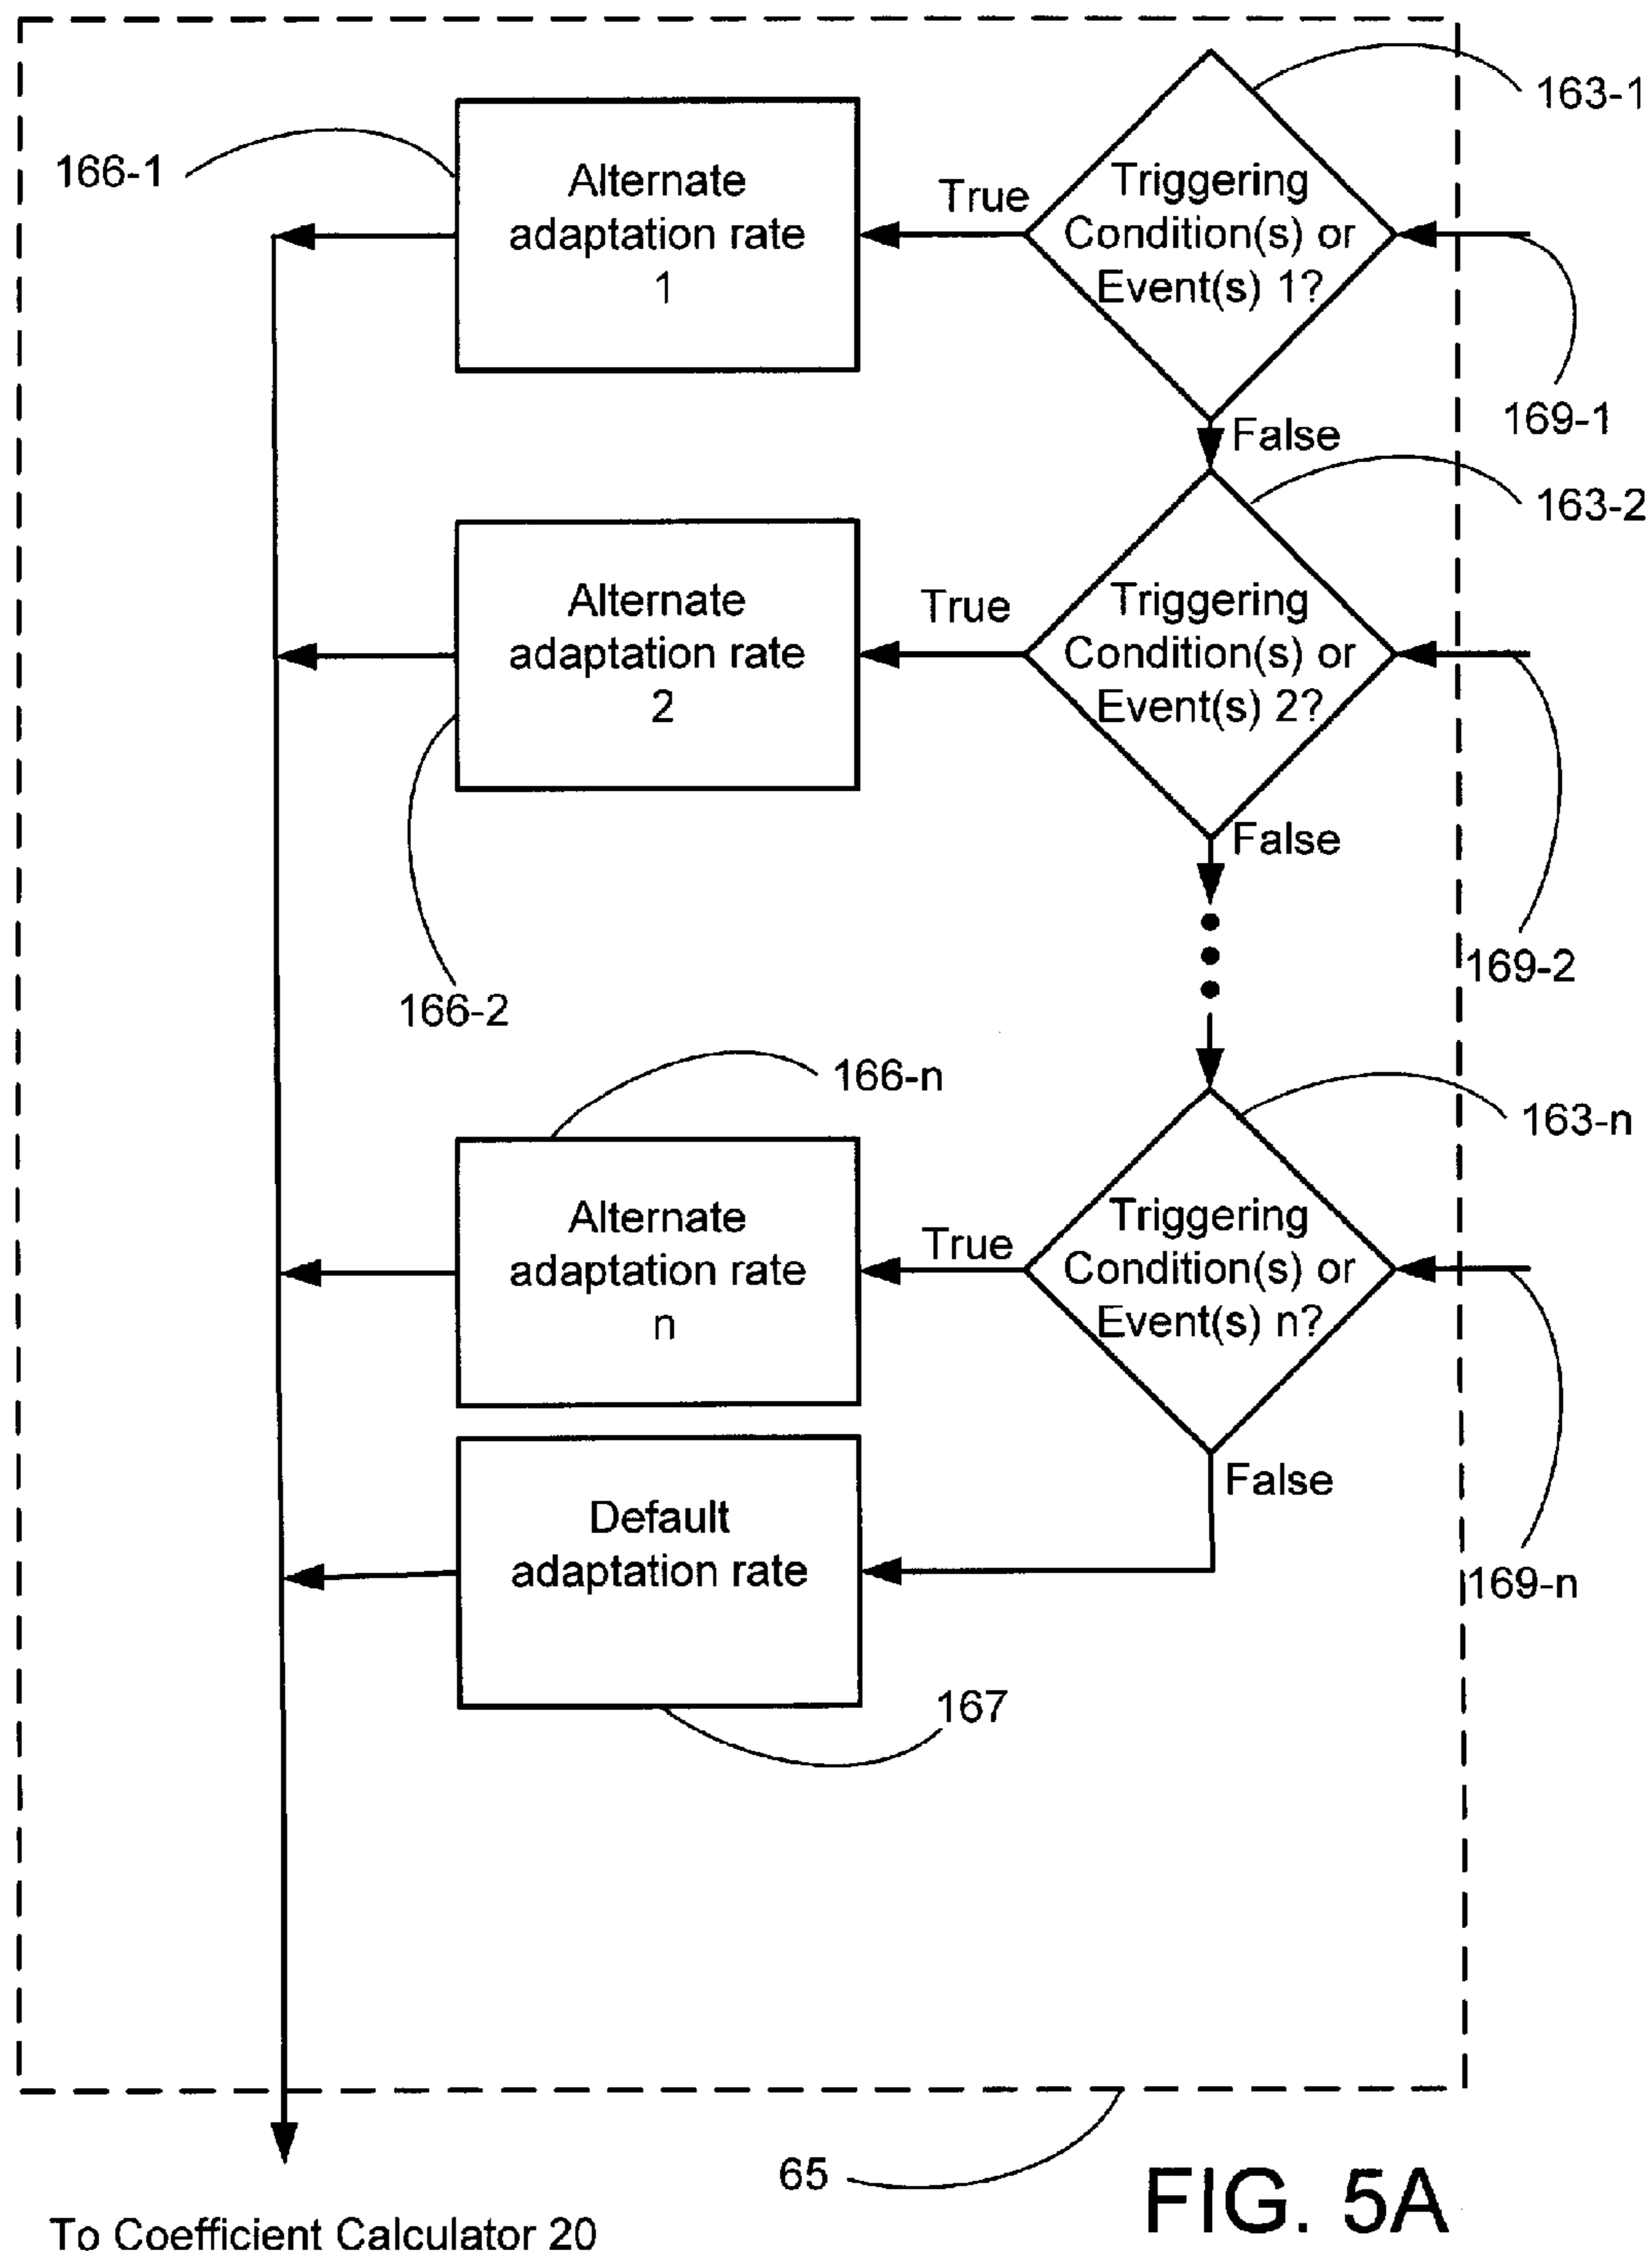 163-1
166-1
Alternate
adaptation rate
1
True
Triggering
Condition(s) or
Event(s) 1?
169-1
False
163-2
Alternate
adaptation rate
2
True
Triggering
Condition(s) or
Event(s) 2?
False
169-2
166-2
166-n
163-n
Alternate
adaptation rate
n
True
Triggering
Condition(s) or
Event(s) n?
False
Default
adaptation rate
169-n
167
65
FIG. 5A
To Coefficient Calculator 20